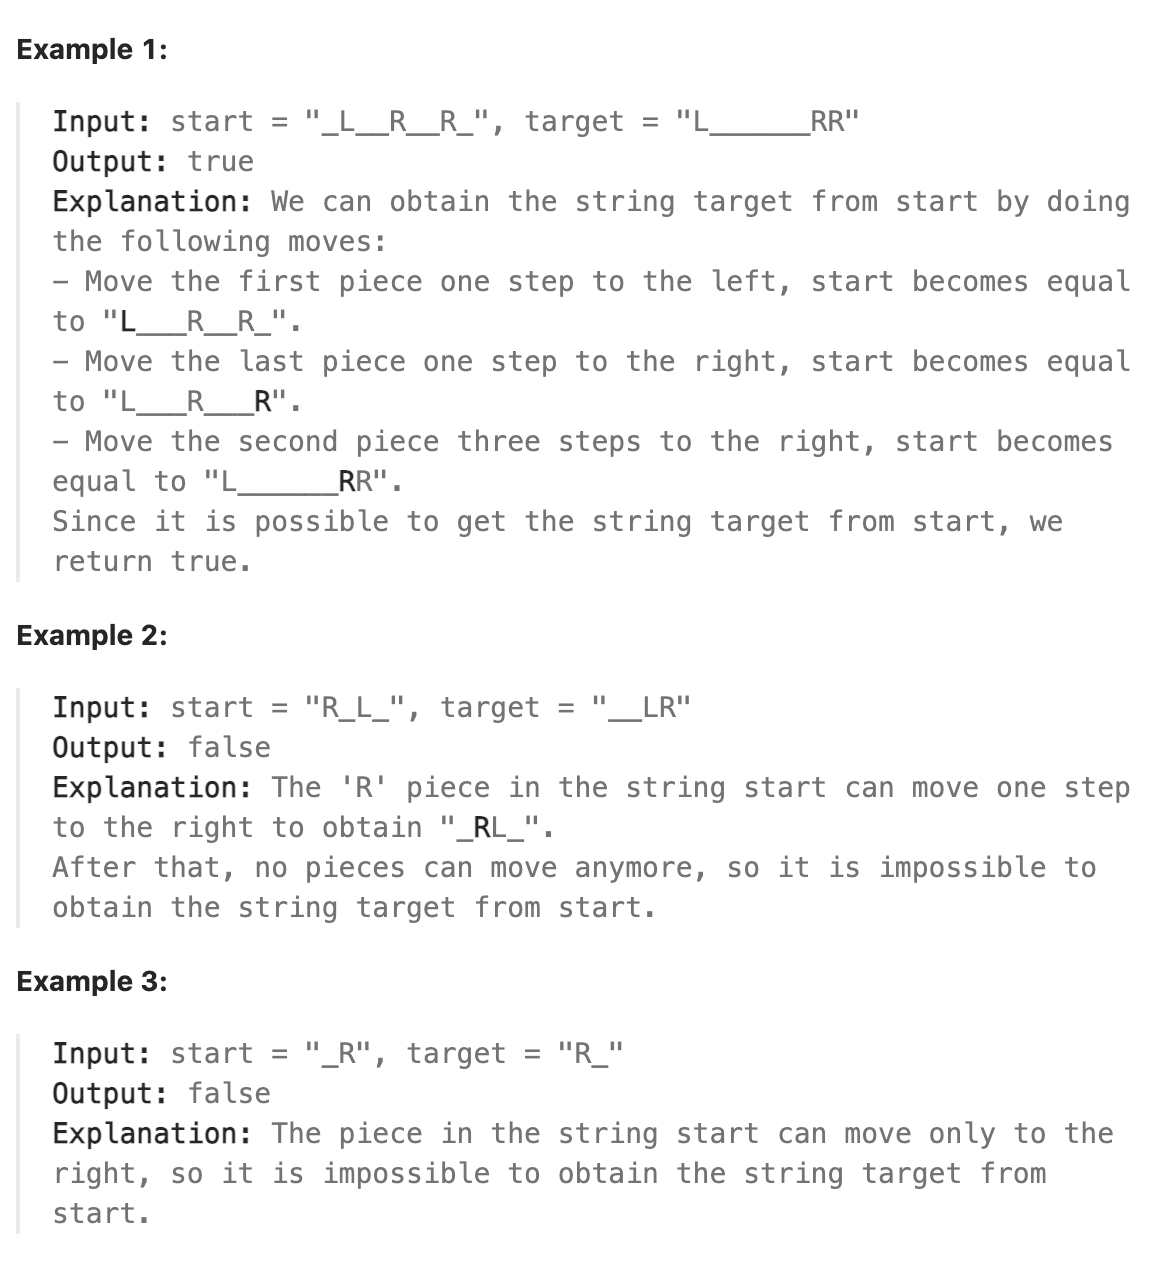 Example 1:
Input: start = "_L__R__R_", target = "L______RR"
Output: true
Explanation: We can obtain the string target from start by doing
the following moves:
- Move the first piece one step to the left, start becomes equal
to "L___R__R_".
- Move the last piece one step to the right, start becomes equal
to "L___R___R".
- Move the second piece three steps to the right, start becomes
equal to "L______RR".
Since it is possible to get the string target from start, we
return true.
Example 2:
Input: start = "R_L_", target = "__LR"
Output: false
Explanation: The 'R' piece in the string start can move one step
to the right to obtain "_RL_".
After that, no pieces can move anymore, so it is impossible to
obtain the string target from start.
Example 3:
Input: start = "_R", target = "R_"
Output: false
Explanation: The piece in the string start can move only to the
right, so it is impossible to obtain the string target from
start.